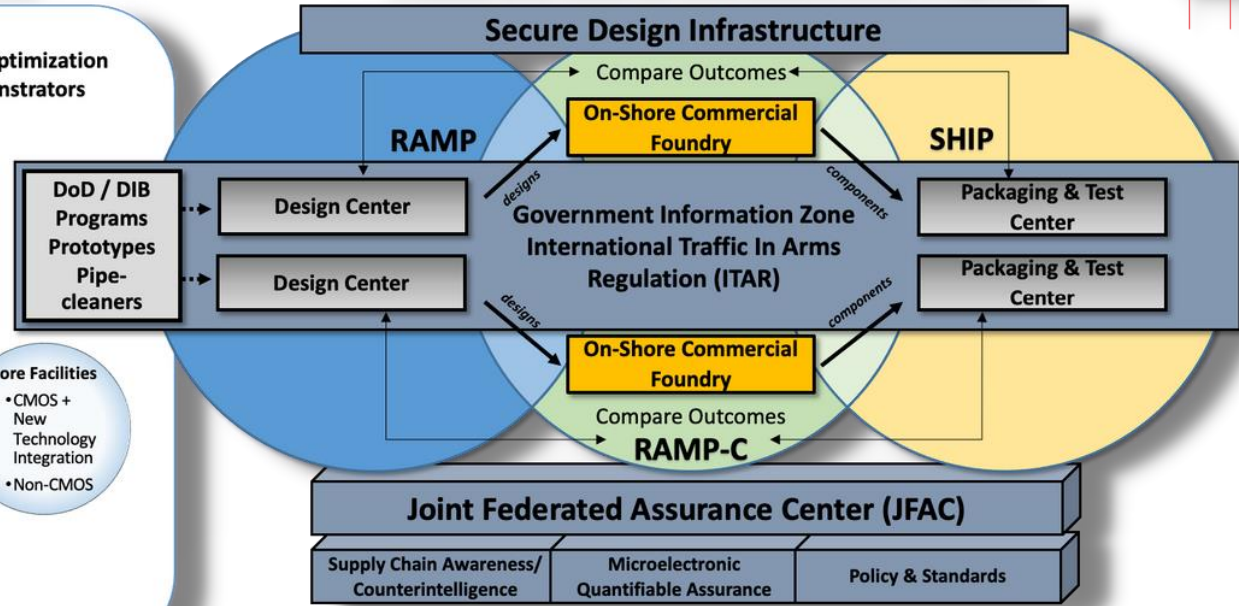 Secure Design Infrastructure
Compare Outcomes
On-Shore Commercial
Foundry
RAMP
SHIP
designs
components
DoD / DIB
Programs
Prototypes
Pipe-
cleaners
Design Center
Design Center
Government Information Zone
International Traffic In Arms
Regulation (ITAR)
Packaging & Test
Center
Packaging & Test
Center
designs
components
On-Shore Commercial
Foundry
Compare Outcomes
RAMP-C
Facilities
•CMOS +
New
Technology
Integration
•Non-CMOS
Joint Federated Assurance Center (JFAC)
Supply Chain Awareness/
Counterintelligence
Microelectronic
Quantifiable Assurance
Policy & Standards